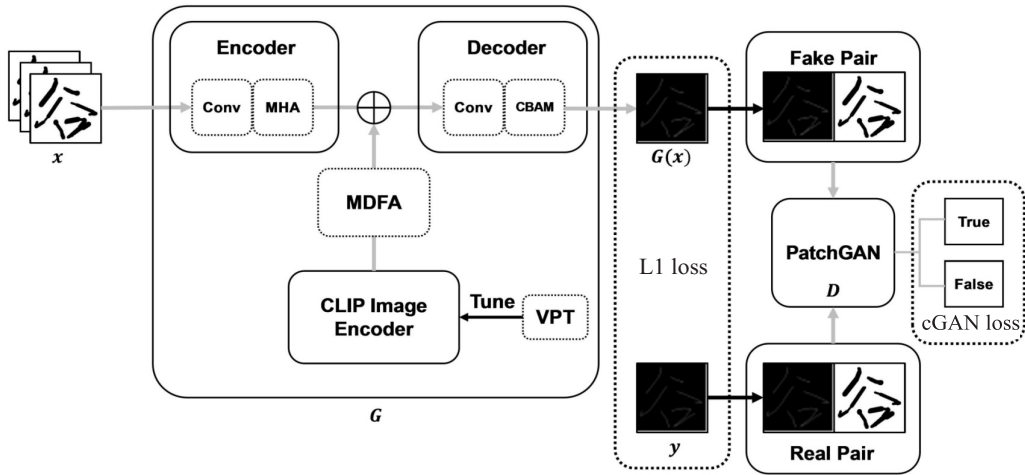 Encoder
Conv
MHA
x
Decoder
Conv
CBAM
MDFA
CLIP Image
Encoder
Tune
VPT
G
G(x)
L1 loss
y
Fake Pair
PatchGAN
D
True
False
cGAN loss
Real Pair